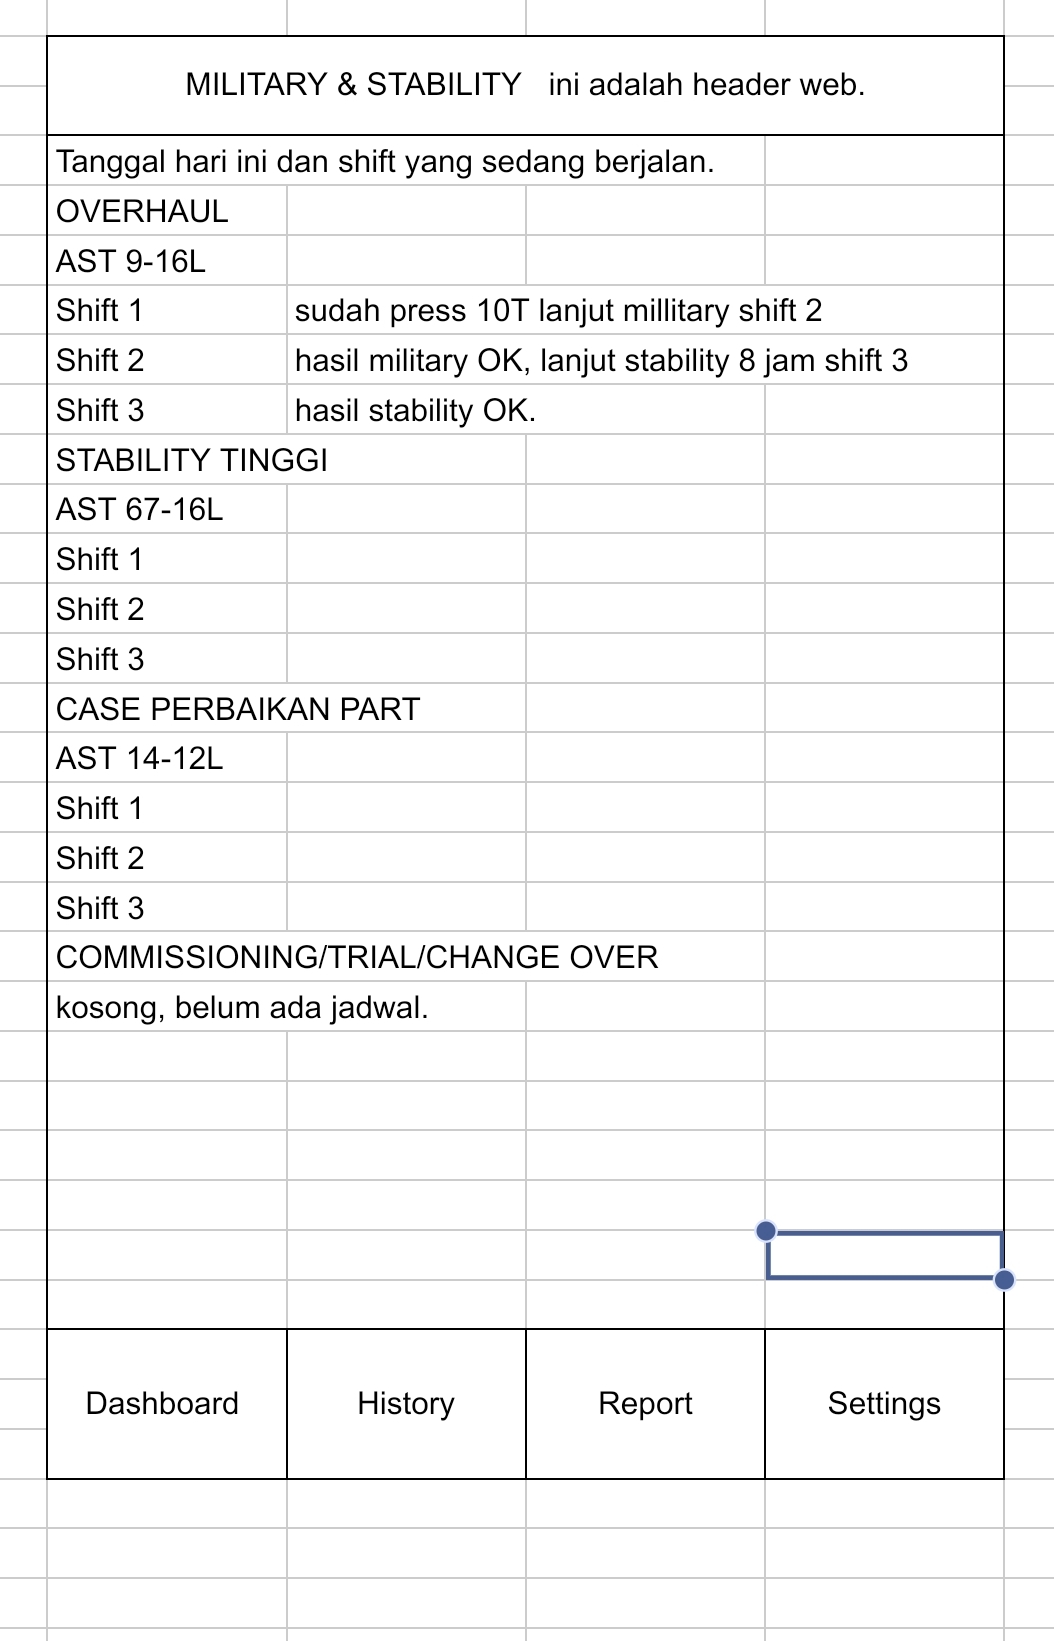 MILITARY & STABILITY   ini adalah header web.
Tanggal hari ini dan shift yang sedang berjalan.
OVERHAUL
AST 9-16L
Shift 1 sudah press 10T lanjut millitary shift 2
Shift 2 hasil military OK, lanjut stability 8 jam shift 3
Shift 3 hasil stability OK.
STABILITY TINGGI
AST 67-16L
Shift 1
Shift 2
Shift 3
CASE PERBAIKAN PART
AST 14-12L
Shift 1
Shift 2
Shift 3
COMMISSIONING/TRIAL/CHANGE OVER
kosong, belum ada jadwal.
Dashboard History Report Settings